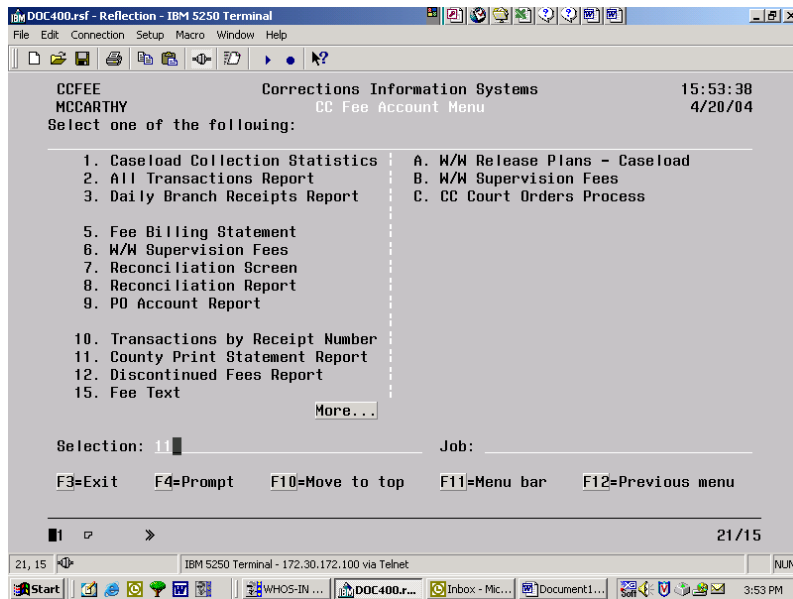 DOC400.rsf - Reflection - IBM 5250 Terminal
File Edit Connection Setup Macro Window Help
CCFEE Corrections Information Systems 15:53:38
MCCARTHY CC Fee Account Menu 4/20/04
Select one of the following:
1. Caseload Collection Statistics A. W/W Release Plans - Caseload
2. All Transactions Report B. W/W Supervision Fees
3. Daily Branch Receipts Report C. CC Court Orders Process
5. Fee Billing Statement
6. W/W Supervision Fees
7. Reconciliation Screen
8. Reconciliation Report
9. PO Account Report
10. Transactions by Receipt Number
11. County Print Statement Report
12. Discontinued Fees Report
15. Fee Text
More...
Selection: 11 Job:
F3=Exit F4=Prompt F10=Move to top F11=Menu bar F12=Previous menu
1 21/15
21, 15 IBM 5250 Terminal - 172.30.172.100 via Telnet NUM
Start WHOS-IN ... DOC400.r... Inbox - Mic... Document1... 3:53 PM